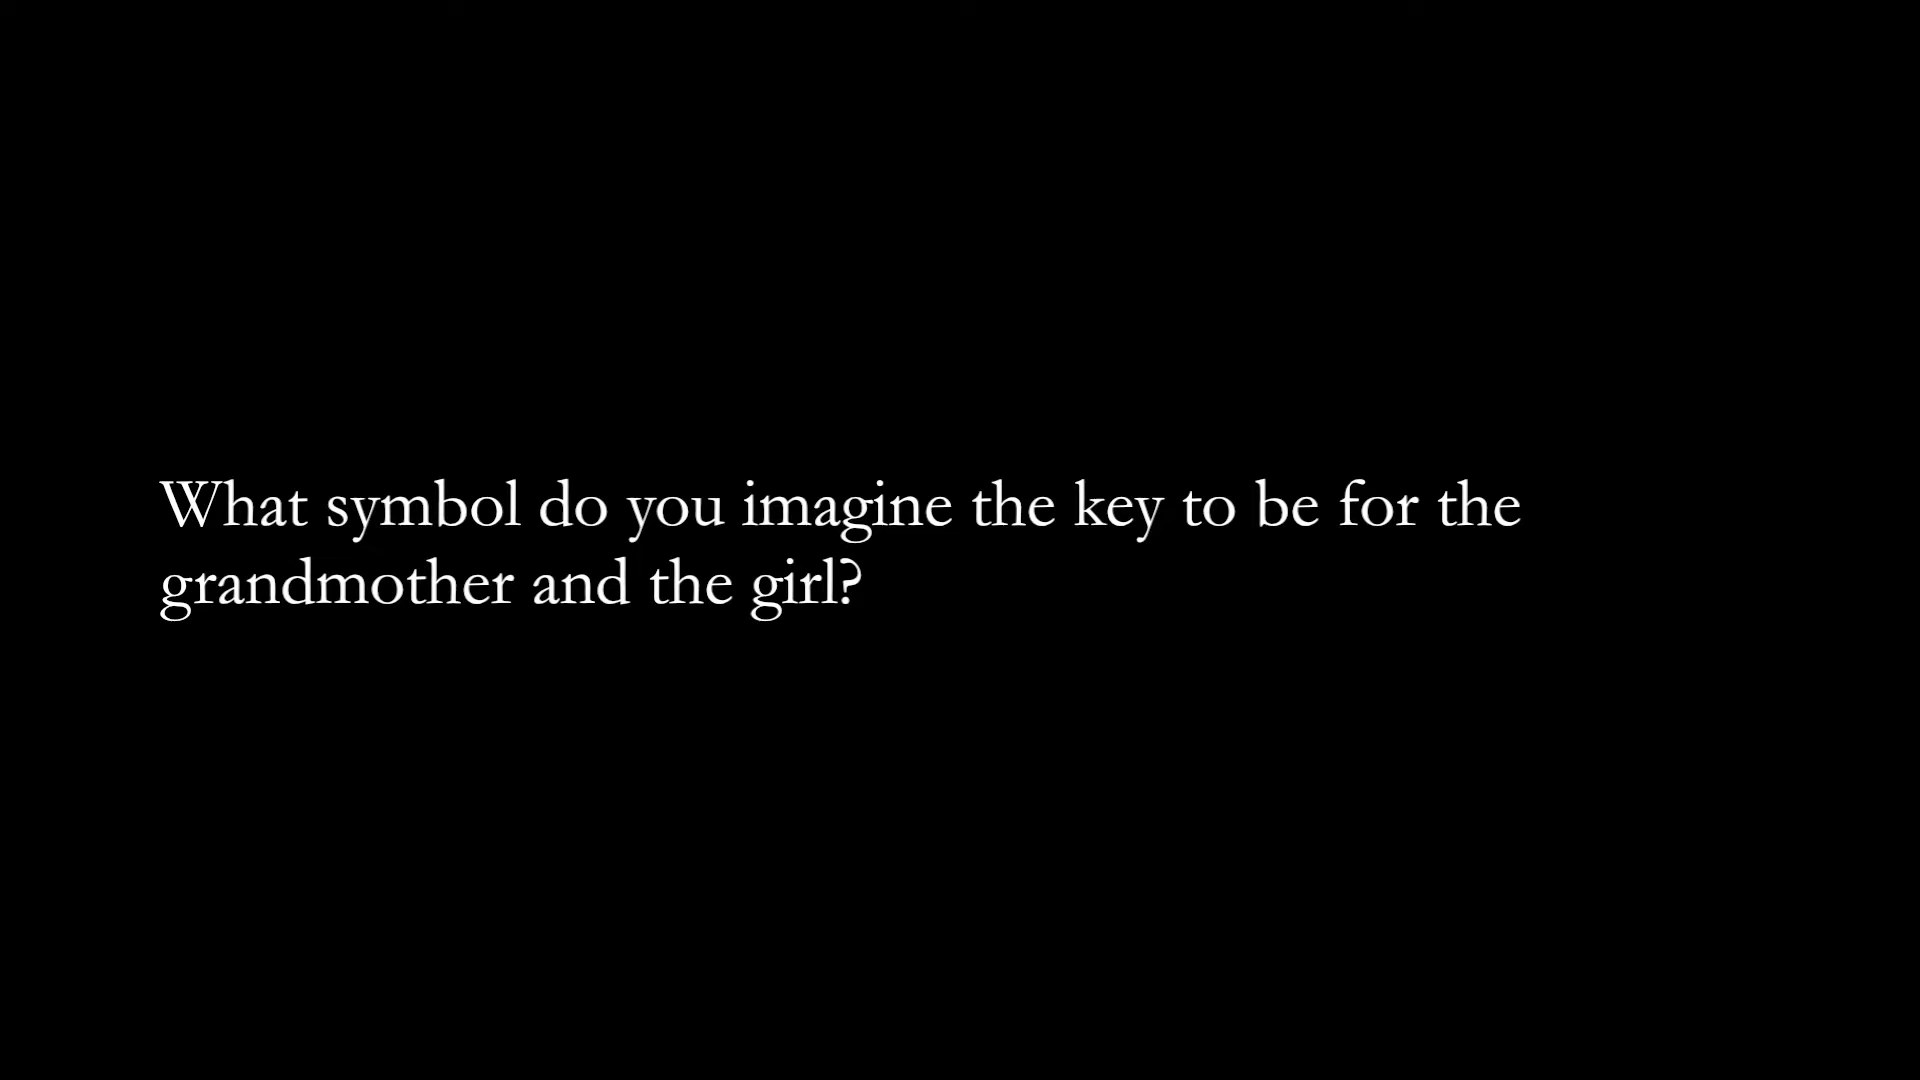 What symbol do you imagine the key to be for the
grandmother and the girl?